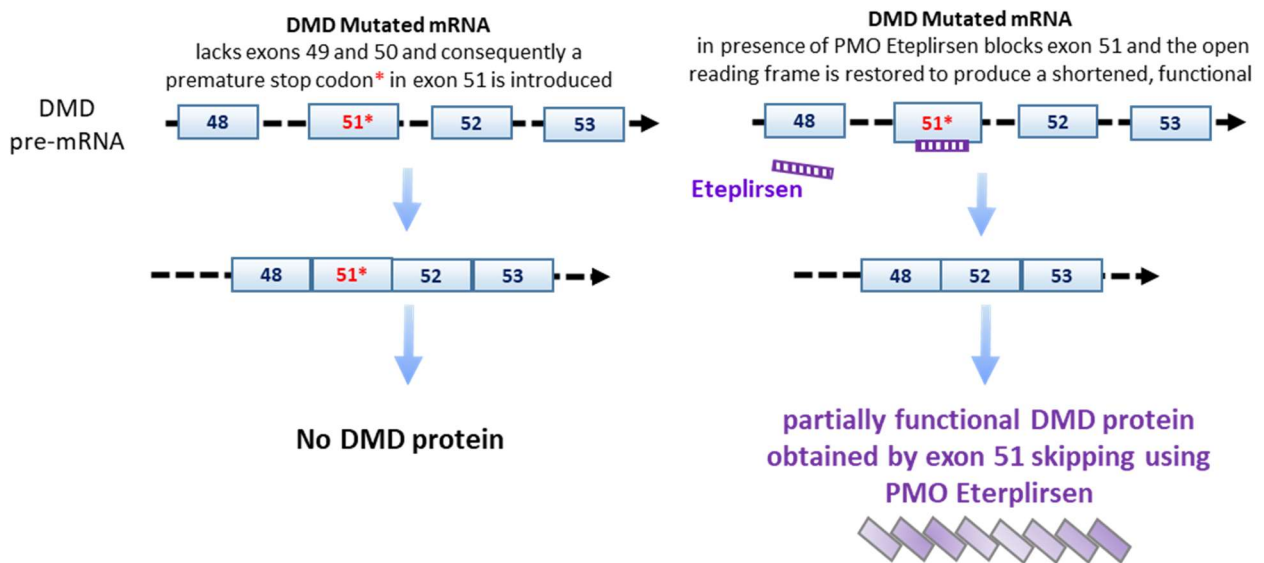 DMD Mutated mRNA
lacks exons 49 and 50 and consequently a
premature stop codon* in exon 51 is introduced
DMD
pre-mRNA
48 51* 52 53
48 51* 52 53
No DMD protein
DMD Mutated mRNA
in presence of PMO Eteplirsen blocks exon 51 and the open
reading frame is restored to produce a shortened, functional
48 51* 52 53
Eteplirsen
48 52 53
partially functional DMD protein
obtained by exon 51 skipping using
PMO Eterplirsen